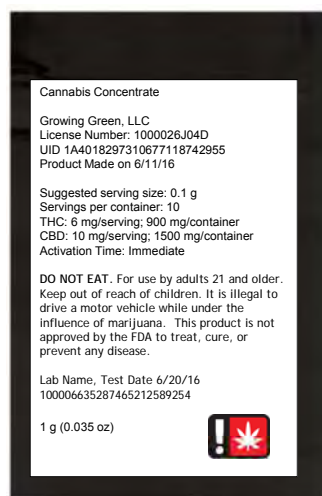 Cannabis Concentrate
Growing Green, LLC
License Number: 1000026J04D
UID 1A4018297310677118742955
Product Made on 6/11/16
Suggested serving size: 0.1 g
Servings per container: 10
THC: 6 mg/serving; 900 mg/container
CBD: 10 mg/serving; 1500 mg/container
Activation Time: Immediate
DO NOT EAT. For use by adults 21 and older.
Keep out of reach of children. It is illegal to
drive a motor vehicle while under the
influence of marijuana. This product is not
approved by the FDA to treat, cure, or
prevent any disease.
Lab Name, Test Date 6/20/16
100006635287465212589254
1 g (0.035 oz)
!